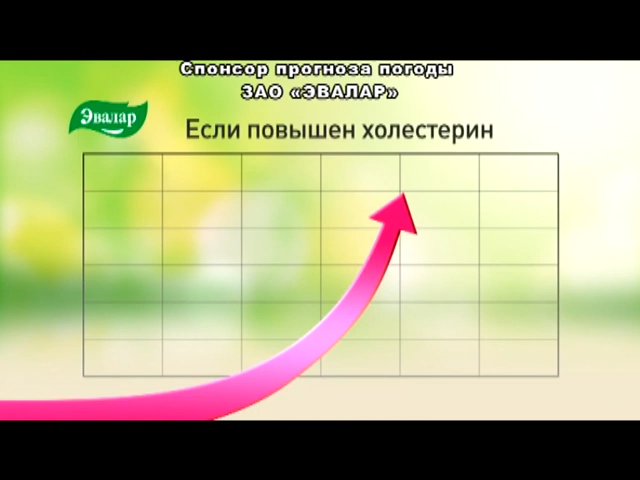 Спонсор прогноза погоды
ЗАО «ЭВАЛАР»
Эвалар
Если повышен холестерин